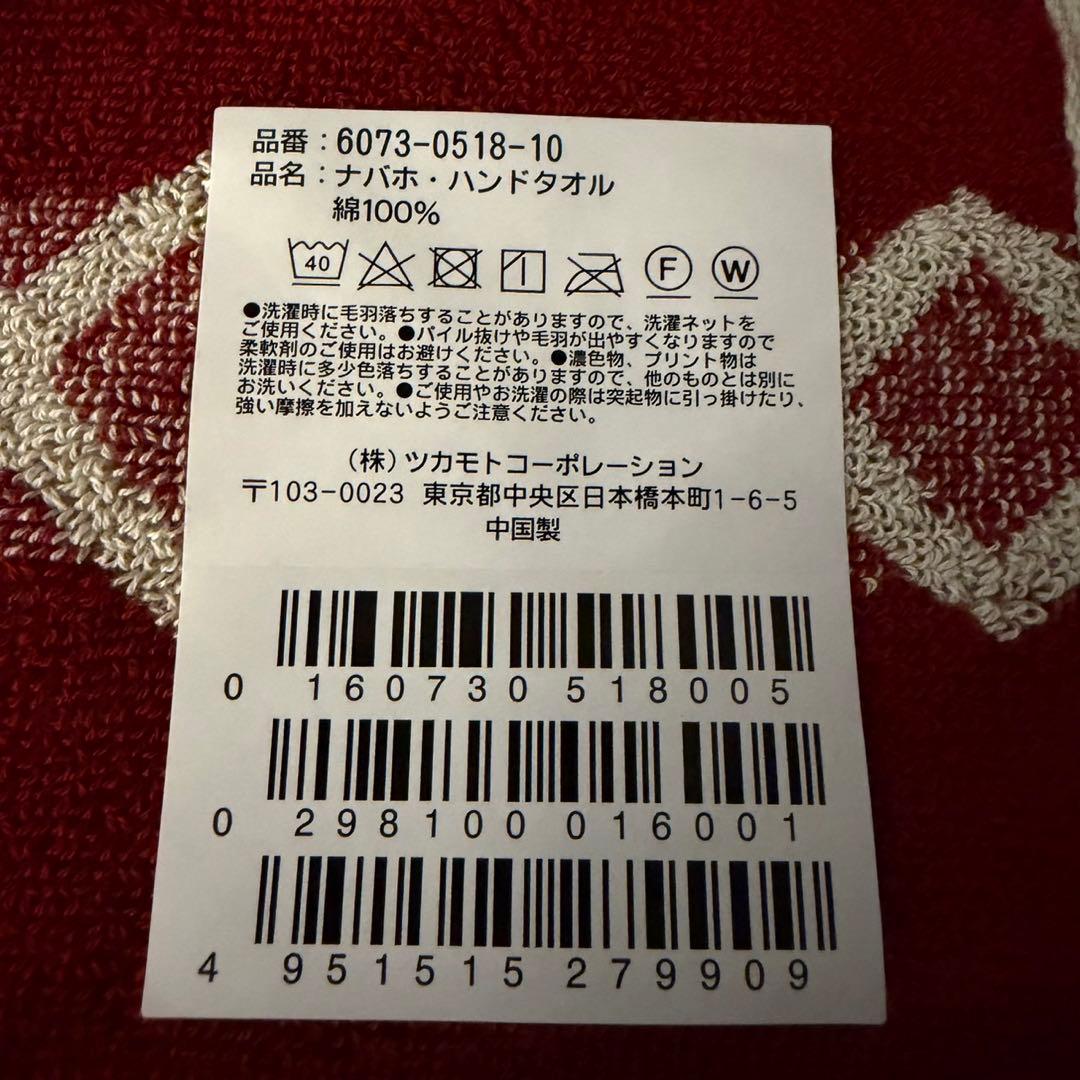 品番：6073-0518-10
品名：ナバホ・ハンドタオル
綿100%
40
F W
●洗濯時に毛羽落ちすることがありますので、洗濯ネットを
ご使用ください。●パイル抜けや毛羽が出やすくなりますので
柔軟剤のご使用はお避けください。●濃色物、プリント物は
洗濯時に多少色落ちすることがありますので、他のものとは別に
お洗いください。●ご使用やお洗濯の際は突起物に引っ掛けたり、
強い摩擦を加えないようご注意ください。
（株）ツカモトコーポレーション
〒103-0023 東京都中央区日本橋本町1-6-5
中国製
0 160730 518005
0 298100 016001
4 951515 279909